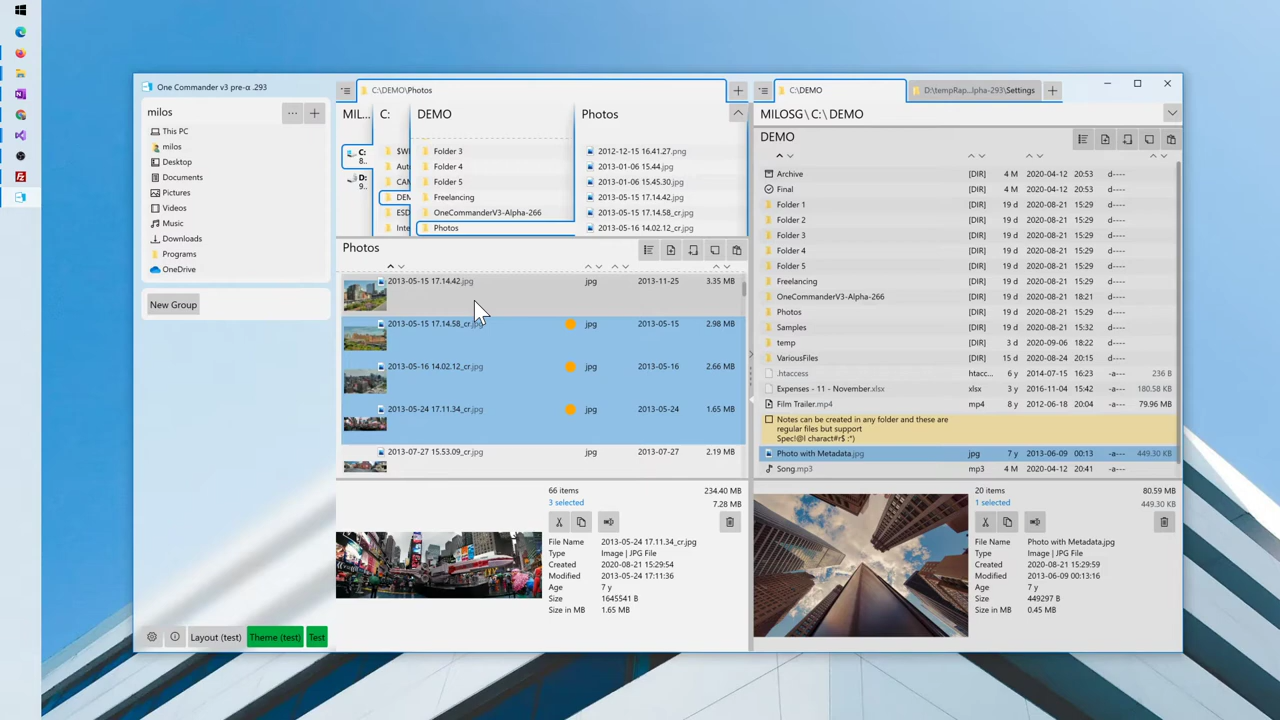 One Commander v3 pre-α .293
milos
This PC
milos
Desktop
Documents
Pictures
Videos
Music
Downloads
Programs
OneDrive
New Group
Layout (test)
Theme (test)
Test
C:\DEMO\Photos
MIL...
C:
DEMO
Photos
C:
8...
D:
9...
$WI
Aut
CAM
DEM
ESD
Inte
Folder 3
Folder 4
Folder 5
Freelancing
OneCommanderV3-Alpha-266
Photos
2012-12-15 16.41.27.png
2013-01-06 15.44.jpg
2013-01-06 15.45.30.jpg
2013-05-15 17.14.42.jpg
2013-05-15 17.14.58_cr.jpg
2013-05-16 14.02.12_cr.jpg
Photos
2013-05-15 17.14.42.jpg jpg 2013-11-25 3.35 MB
2013-05-15 17.14.58_cr.jpg jpg 2013-05-15 2.98 MB
2013-05-16 14.02.12_cr.jpg jpg 2013-05-16 2.66 MB
2013-05-24 17.11.34_cr.jpg jpg 2013-05-24 1.65 MB
2013-07-27 15.53.09_cr.jpg jpg 2013-07-27 2.19 MB
66 items 234.40 MB
3 selected 7.28 MB
File Name 2013-05-24 17.11.34_cr.jpg
Type Image | JPG File
Created 2020-08-21 15:29:54
Modified 2013-05-24 17:11:36
Age 7 y
Size 1645541 B
Size in MB 1.65 MB
C:\DEMO
D:\tempRap...lpha-293\Settings
MILOSG \ C: \ DEMO
DEMO
Archive [DIR] 4 M 2020-04-12 20:53 d----
Final [DIR] 4 M 2020-04-12 20:53 d----
Folder 1 [DIR] 19 d 2020-08-21 15:29 d----
Folder 2 [DIR] 19 d 2020-08-21 15:29 d----
Folder 3 [DIR] 19 d 2020-08-21 15:29 d----
Folder 4 [DIR] 19 d 2020-08-21 15:29 d----
Folder 5 [DIR] 19 d 2020-08-21 15:29 d----
Freelancing [DIR] 19 d 2020-08-21 15:29 d----
OneCommanderV3-Alpha-266 [DIR] 19 d 2020-08-21 18:21 d----
Photos [DIR] 19 d 2020-08-21 15:29 d----
Samples [DIR] 19 d 2020-08-21 15:29 d----
temp [DIR] 3 d 2020-09-06 18:22 d----
VariousFiles [DIR] 15 d 2020-08-24 20:15 d----
.htaccess htacc... 6 y 2014-07-15 16:23 -a--- 236 B
Expenses - 11 - November.xlsx xlsx 3 y 2016-11-04 15:42 -a--- 180.58 KB
Film Trailer.mp4 mp4 8 y 2012-06-18 20:04 -a--- 79.96 MB
Notes can be created in any folder and these are
regular files but support
Spec!@l charact#r$ :*)
Photo with Metadata.jpg jpg 7 y 2013-06-09 00:13 -a--- 449.30 KB
Song.mp3 mp3 4 M 2020-04-12 20:41 -a---
20 items 80.59 MB
1 selected 449.30 KB
File Name Photo with Metadata.jpg
Type Image | JPG File
Created 2020-08-21 15:29:59
Modified 2013-06-09 00:13:16
Age 7 y
Size 449297 B
Size in MB 0.45 MB